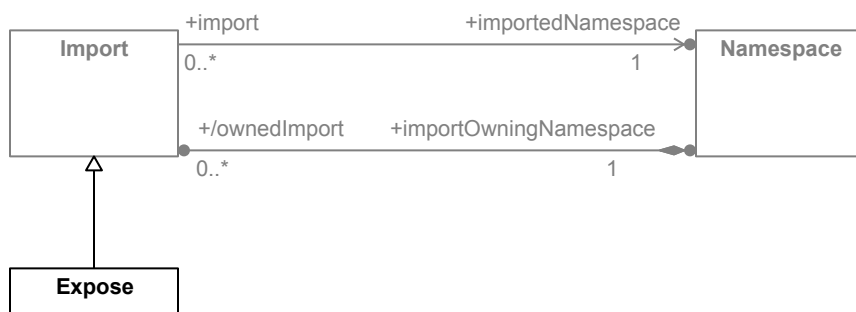 +import +importedNamespace
Import Namespace
0..* 1
+/ownedImport +importOwningNamespace
0..* 1
Expose